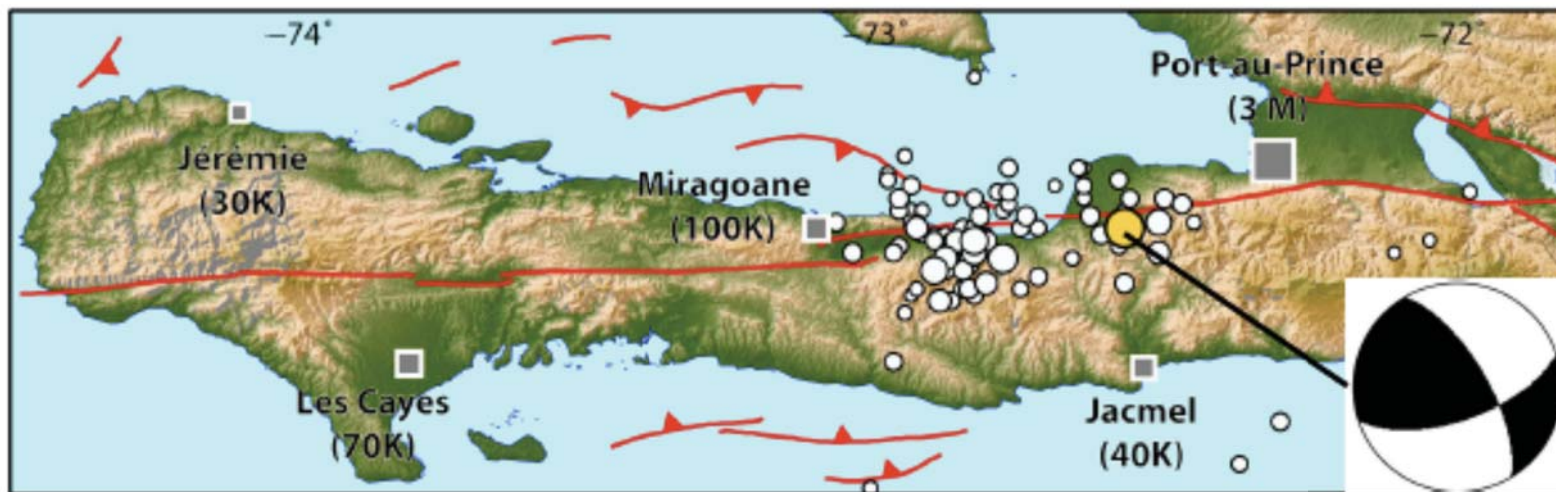 −74°
−73°
−72°
Port-au-Prince
(3 M)
Jérémie
(30K)
Miragoane
(100K)
Les Cayes
(70K)
Jacmel
(40K)